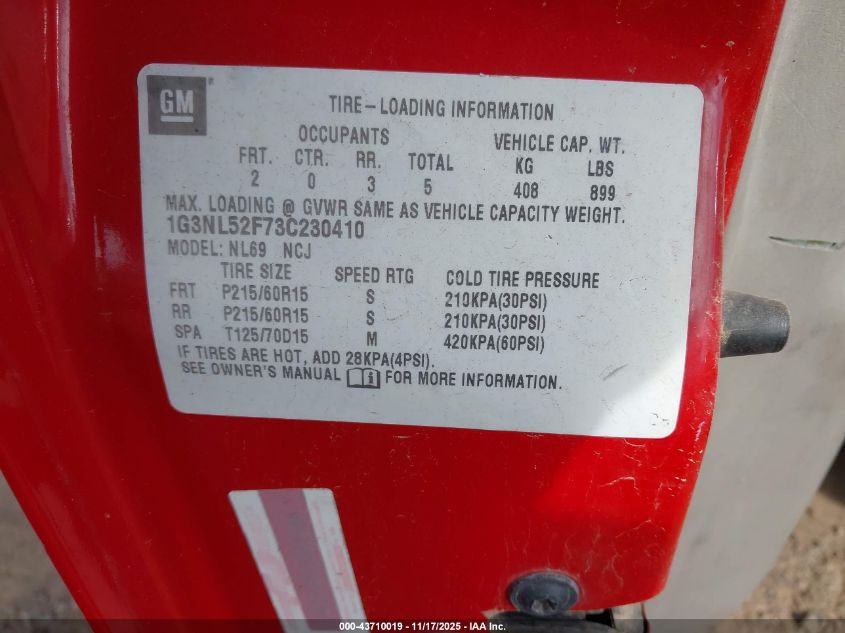 GM
TIRE-LOADING INFORMATION
OCCUPANTS VEHICLE CAP. WT.
FRT. CTR. RR. TOTAL KG LBS
2 0 3 5 408 899
MAX. LOADING @ GVWR SAME AS VEHICLE CAPACITY WEIGHT.
1G3NL52F73C230410
MODEL: NL69 NCJ
TIRE SIZE SPEED RTG COLD TIRE PRESSURE
FRT P215/60R15 S 210KPA(30PSI)
RR P215/60R15 S 210KPA(30PSI)
SPA T125/70D15 M 420KPA(60PSI)
IF TIRES ARE HOT, ADD 28KPA(4PSI).
SEE OWNER'S MANUAL FOR MORE INFORMATION.
000-43710019 - 11/17/2025 - IAA Inc.